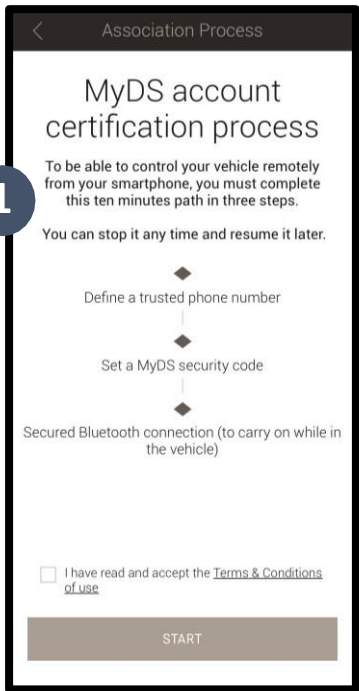 Association Process
MyDS account
certification process
To be able to control your vehicle remotely
from your smartphone, you must complete
this ten minutes path in three steps.
1
You can stop it any time and resume it later.
Define a trusted phone number
Set a MyDS security code
Secured Bluetooth connection (to carry on while in
the vehicle)
I have read and accept the Terms & Conditions
of use
START